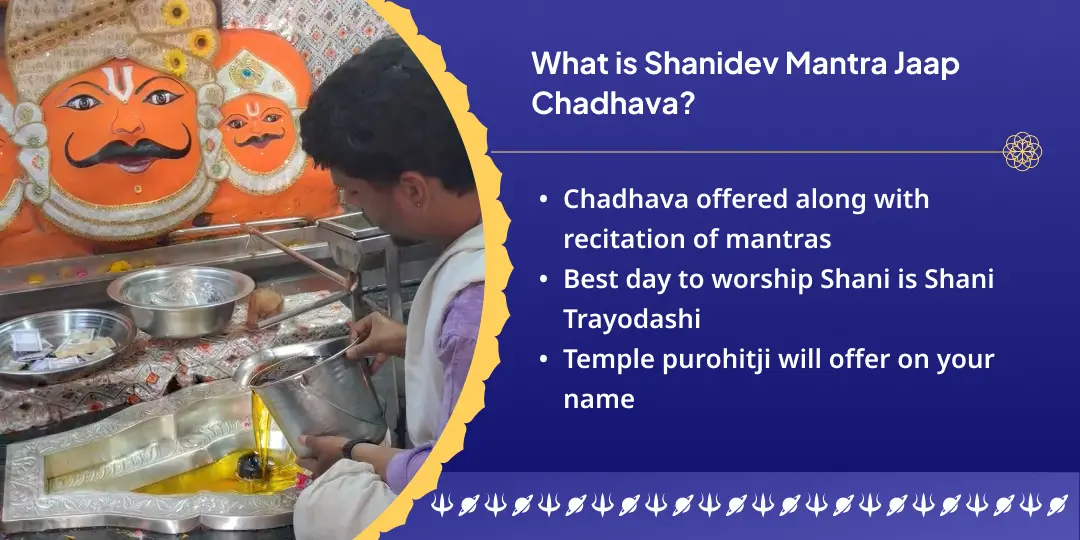 What is Shanidev Mantra Jaap
Chadhava?
• Chadhava offered along with
recitation of mantras
• Best day to worship Shani is Shani
Trayodashi
• Temple purohitji will offer on your
name